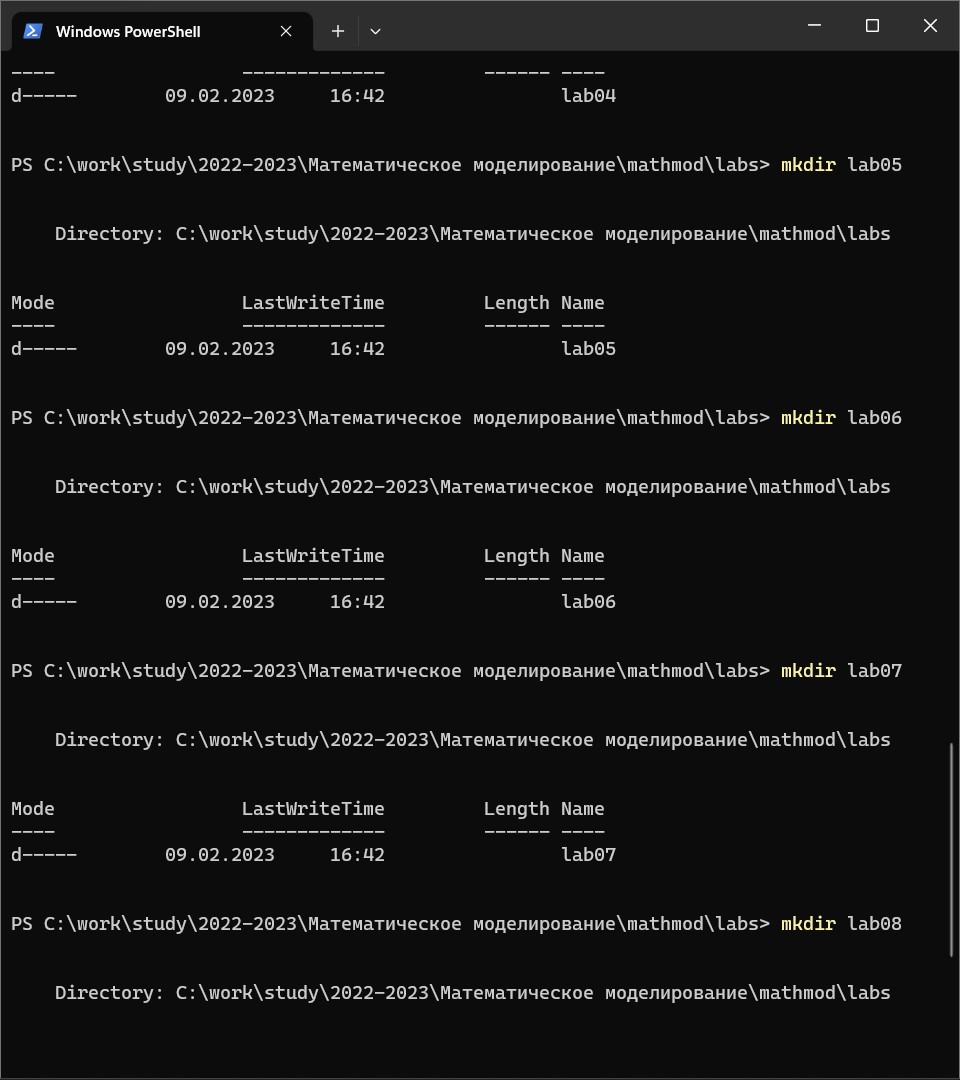 Windows PowerShell
---- ------------- ------ ----
d----- 09.02.2023 16:42 lab04
PS C:\work\study\2022-2023\Математическое моделирование\mathmod\labs> mkdir lab05
Directory: C:\work\study\2022-2023\Математическое моделирование\mathmod\labs
Mode LastWriteTime Length Name
---- ------------- ------ ----
d----- 09.02.2023 16:42 lab05
PS C:\work\study\2022-2023\Математическое моделирование\mathmod\labs> mkdir lab06
Directory: C:\work\study\2022-2023\Математическое моделирование\mathmod\labs
Mode LastWriteTime Length Name
---- ------------- ------ ----
d----- 09.02.2023 16:42 lab06
PS C:\work\study\2022-2023\Математическое моделирование\mathmod\labs> mkdir lab07
Directory: C:\work\study\2022-2023\Математическое моделирование\mathmod\labs
Mode LastWriteTime Length Name
---- ------------- ------ ----
d----- 09.02.2023 16:42 lab07
PS C:\work\study\2022-2023\Математическое моделирование\mathmod\labs> mkdir lab08
Directory: C:\work\study\2022-2023\Математическое моделирование\mathmod\labs